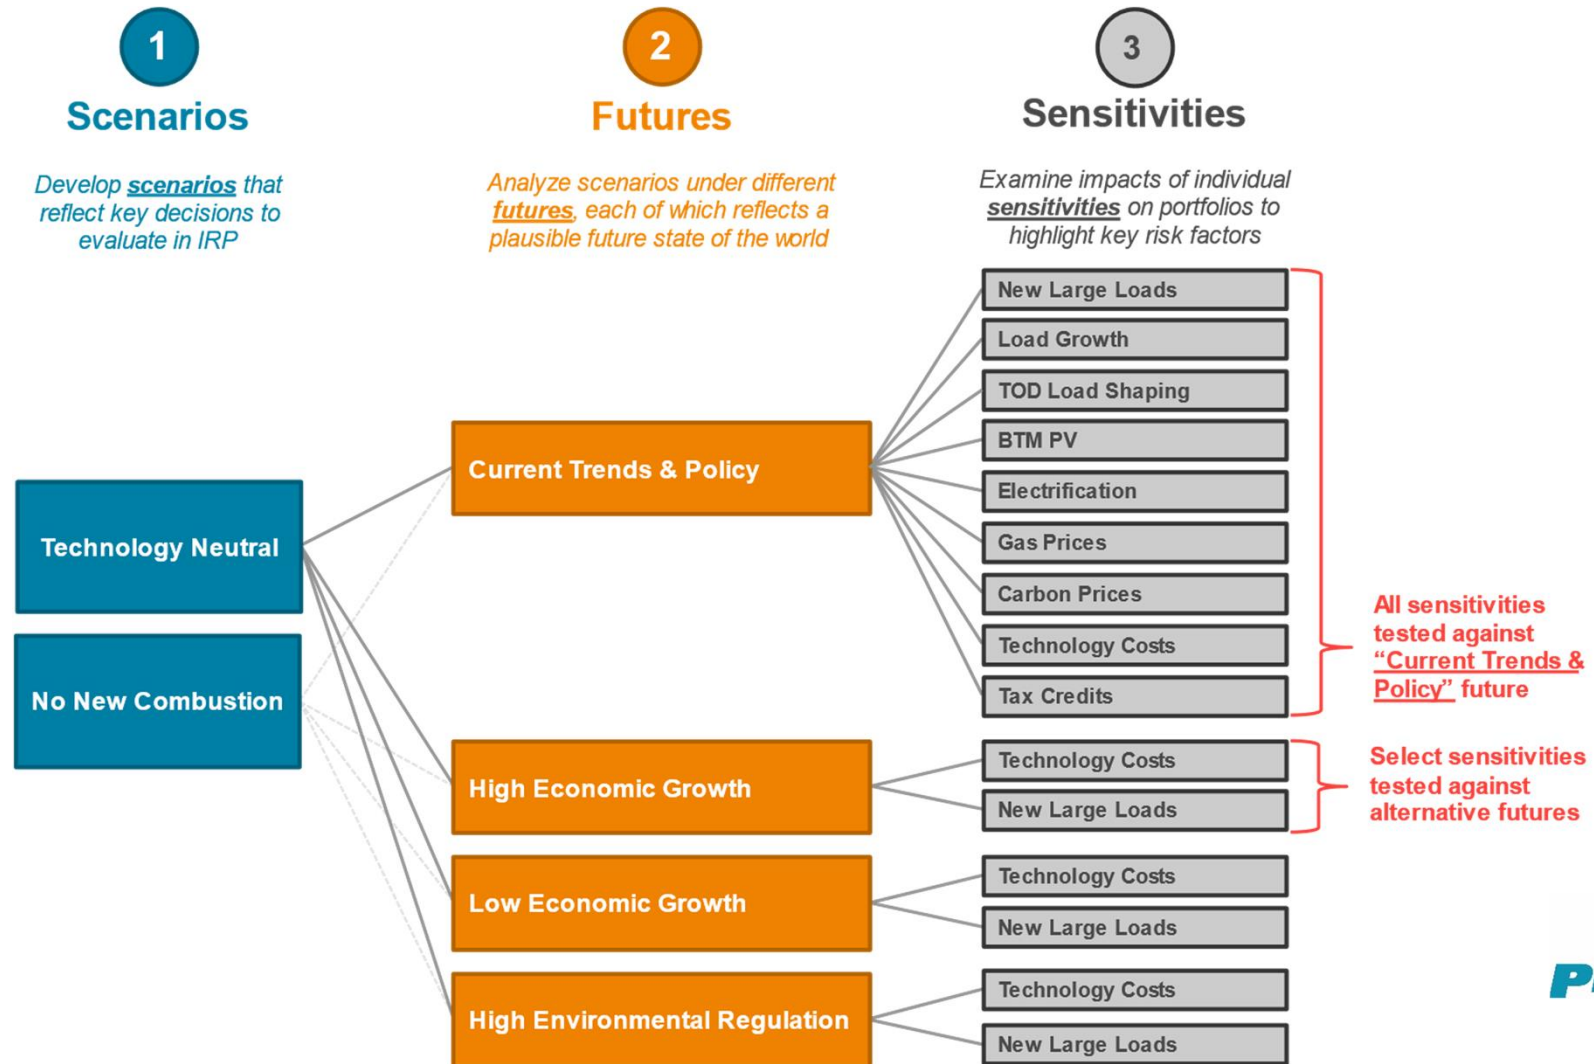 1
Scenarios
Develop scenarios that
reflect key decisions to
evaluate in IRP
2
Futures
Analyze scenarios under different
futures, each of which reflects a
plausible future state of the world
3
Sensitivities
Examine impacts of individual
sensitivities on portfolios to
highlight key risk factors
Technology Neutral
No New Combustion
Current Trends & Policy
High Economic Growth
Low Economic Growth
High Environmental Regulation
New Large Loads
Load Growth
TOD Load Shaping
BTM PV
Electrification
Gas Prices
Carbon Prices
Technology Costs
Tax Credits
Technology Costs
New Large Loads
Technology Costs
New Large Loads
Technology Costs
New Large Loads
All sensitivities
tested against
“Current Trends &
Policy” future
Select sensitivities
tested against
alternative futures